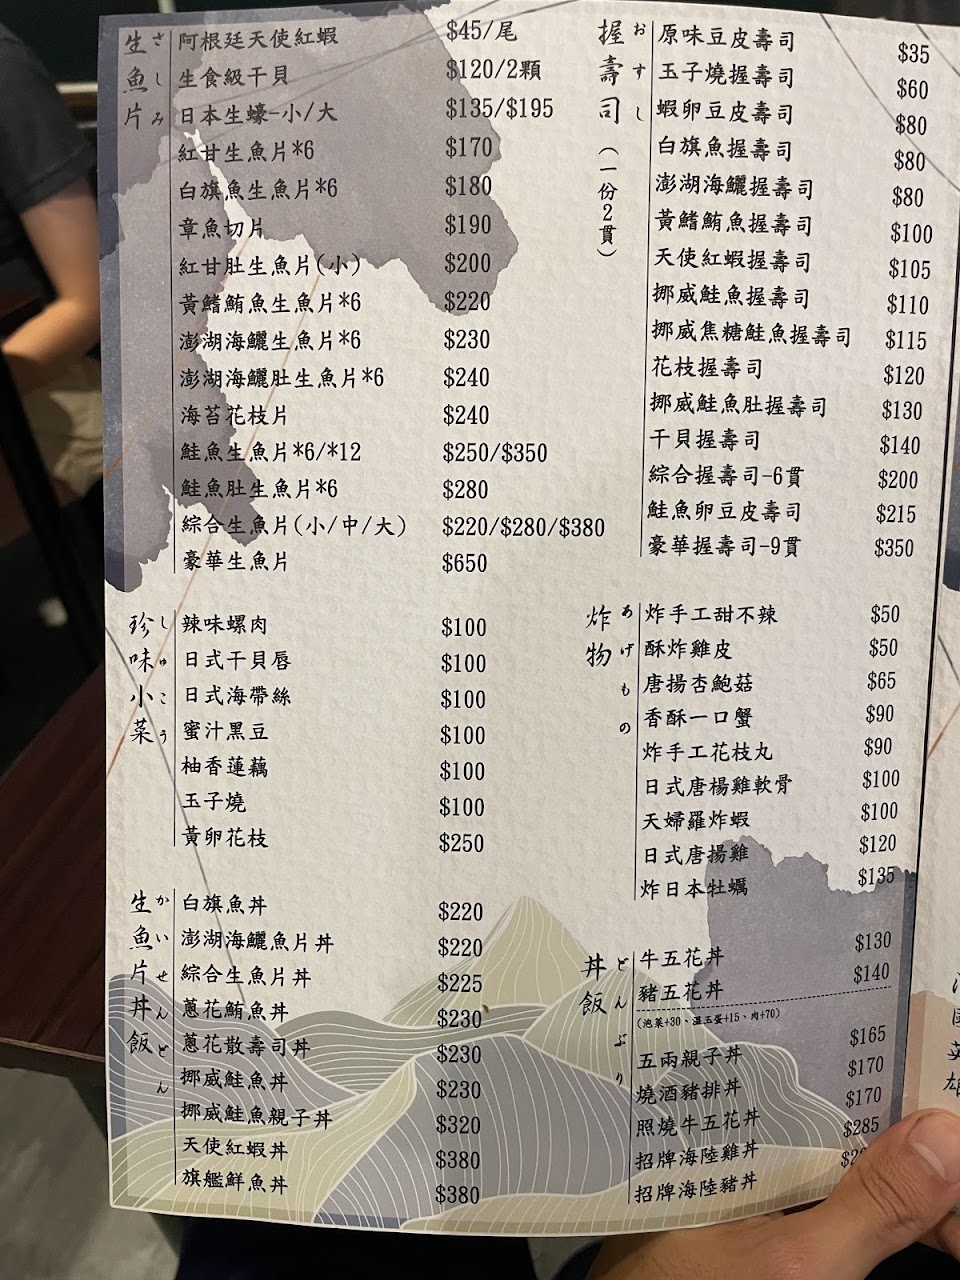 生魚片 さしみ
阿根廷天使紅蝦 $45/尾
生食級干貝 $120/2顆
日本生蠔-小/大 $135/$195
紅甘生魚片*6 $170
白旗魚生魚片*6 $180
章魚切片 $190
紅甘肚生魚片(小) $200
黃鰭鮪魚生魚片*6 $220
澎湖海鱺生魚片*6 $230
澎湖海鱺肚生魚片*6 $240
海苔花枝片 $240
鮭魚生魚片*6/*12 $250/$350
鮭魚肚生魚片*6 $280
綜合生魚片(小/中/大) $220/$280/$380
豪華生魚片 $650
珍味小菜 しゅこう
辣味螺肉 $100
日式干貝唇 $100
日式海帶絲 $100
蜜汁黑豆 $100
柚香蓮藕 $100
玉子燒 $100
黃卵花枝 $250
生魚片丼飯 かいせんどん
白旗魚丼 $220
澎湖海鱺魚片丼 $220
綜合生魚片丼 $225
蔥花鮪魚丼 $230
蔥花散壽司丼 $230
挪威鮭魚丼 $230
挪威鮭魚親子丼 $320
天使紅蝦丼 $380
旗艦鮮魚丼 $380
握壽司(一份2貫) おすし
原味豆皮壽司 $35
玉子燒握壽司 $60
蝦卵豆皮壽司 $80
白旗魚握壽司 $80
澎湖海鱺握壽司 $80
黃鰭鮪魚握壽司 $100
天使紅蝦握壽司 $105
挪威鮭魚握壽司 $110
挪威焦糖鮭魚握壽司 $115
花枝握壽司 $120
挪威鮭魚肚握壽司 $130
干貝握壽司 $140
綜合握壽司-6貫 $200
鮭魚卵豆皮壽司 $215
豪華握壽司-9貫 $350
炸物 あげもの
炸手工甜不辣 $50
酥炸雞皮 $50
唐揚杏鮑菇 $65
香酥一口蟹 $90
炸手工花枝丸 $90
日式唐楊雞軟骨 $100
天婦羅炸蝦 $100
日式唐揚雞 $120
炸日本牡蠣 $135
丼飯 どんぶり
牛五花丼 $130
豬五花丼 $140
(泡菜+30、溫玉蛋+15、肉+70)
五兩親子丼 $165
燒酒豬排丼 $170
照燒牛五花丼 $170
招牌海陸雞丼 $285
招牌海陸豬丼